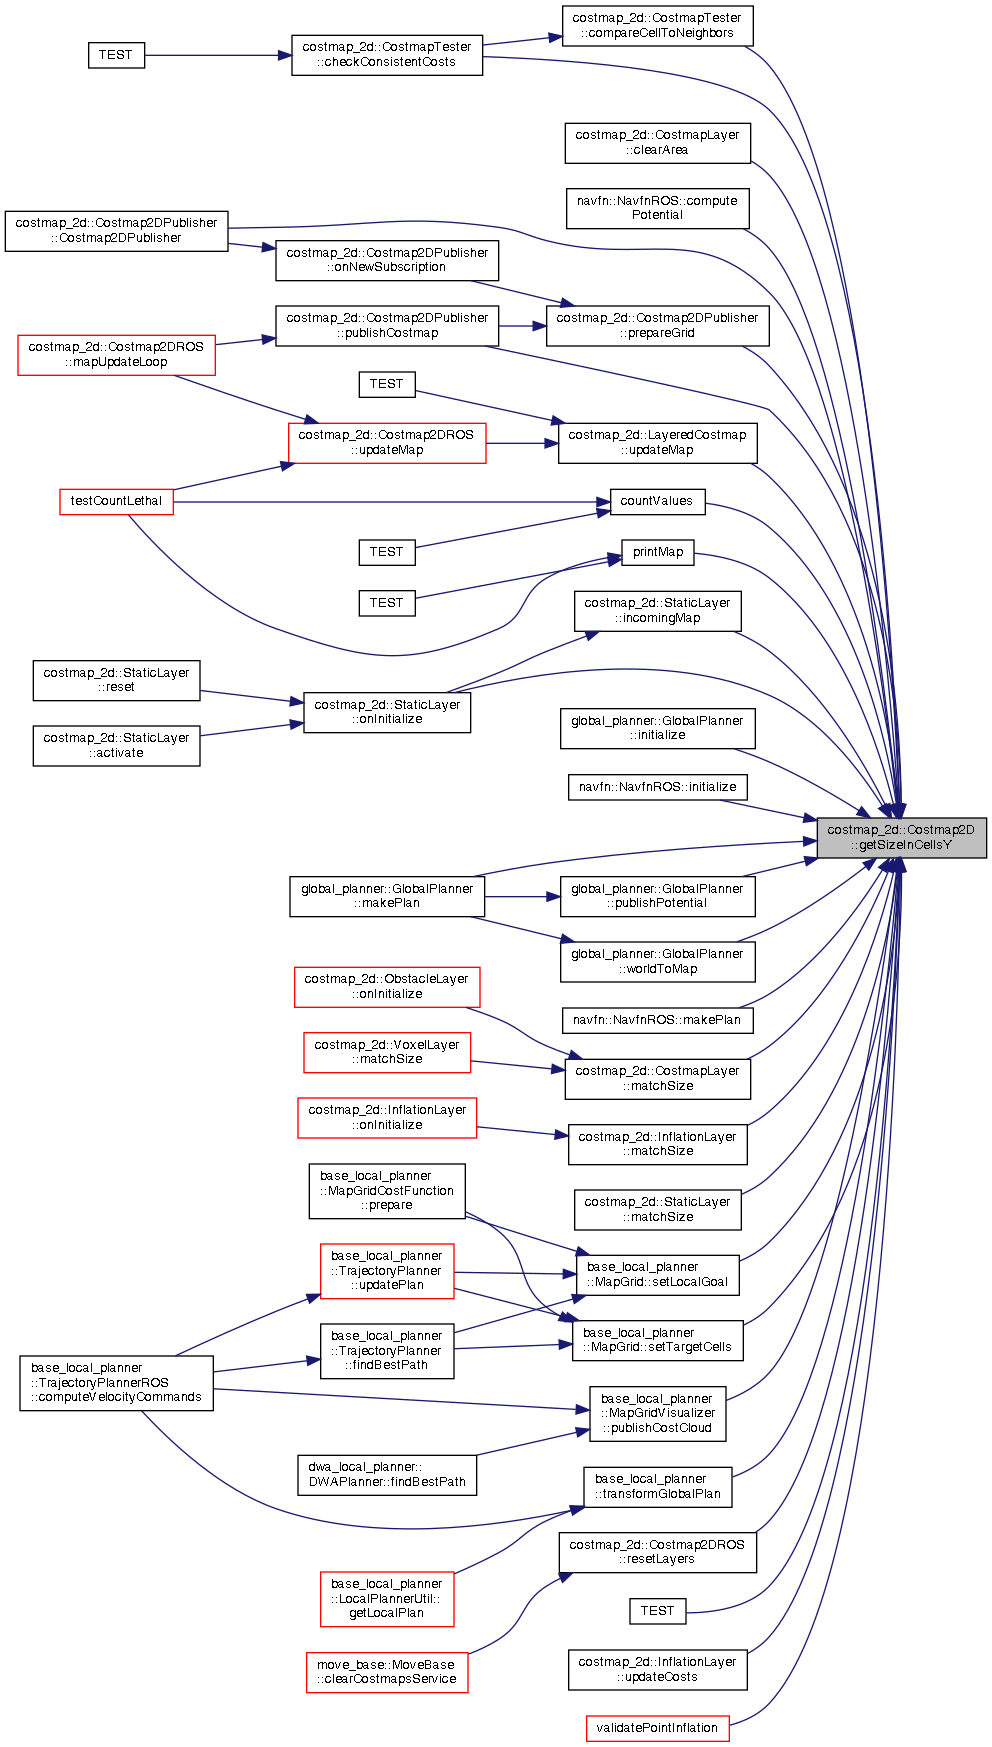 costmap_2d::CostmapTester
::compareCellToNeighbors
TEST
costmap_2d::CostmapTester
::checkConsistentCosts
costmap_2d::CostmapLayer
::clearArea
navfn::NavfnROS::compute
Potential
costmap_2d::Costmap2DPublisher
::Costmap2DPublisher
costmap_2d::Costmap2DPublisher
::onNewSubscription
costmap_2d::Costmap2DPublisher
::publishCostmap
costmap_2d::Costmap2DPublisher
::prepareGrid
costmap_2d::Costmap2DROS
::mapUpdateLoop
TEST
costmap_2d::Costmap2DROS
::updateMap
costmap_2d::LayeredCostmap
::updateMap
testCountLethal
countValues
TEST
printMap
TEST
costmap_2d::StaticLayer
::incomingMap
costmap_2d::StaticLayer
::reset
costmap_2d::StaticLayer
::onInitialize
costmap_2d::StaticLayer
::activate
global_planner::GlobalPlanner
::initialize
navfn::NavfnROS::initialize
costmap_2d::Costmap2D
::getSizeInCellsY
global_planner::GlobalPlanner
::makePlan
global_planner::GlobalPlanner
::publishPotential
global_planner::GlobalPlanner
::worldToMap
costmap_2d::ObstacleLayer
::onInitialize
navfn::NavfnROS::makePlan
costmap_2d::VoxelLayer
::matchSize
costmap_2d::CostmapLayer
::matchSize
costmap_2d::InflationLayer
::onInitialize
costmap_2d::InflationLayer
::matchSize
base_local_planner
::MapGridCostFunction
::prepare
costmap_2d::StaticLayer
::matchSize
base_local_planner
::TrajectoryPlanner
::updatePlan
base_local_planner
::MapGrid::setLocalGoal
base_local_planner
::TrajectoryPlanner
::findBestPath
base_local_planner
::MapGrid::setTargetCells
base_local_planner
::TrajectoryPlannerROS
::computeVelocityCommands
base_local_planner
::MapGridVisualizer
::publishCostCloud
dwa_local_planner::
DWAPlanner::findBestPath
base_local_planner
::transformGlobalPlan
costmap_2d::Costmap2DROS
::resetLayers
base_local_planner
::LocalPlannerUtil::
getLocalPlan
TEST
move_base::MoveBase
::clearCostmapsService
costmap_2d::InflationLayer
::updateCosts
validatePointInflation